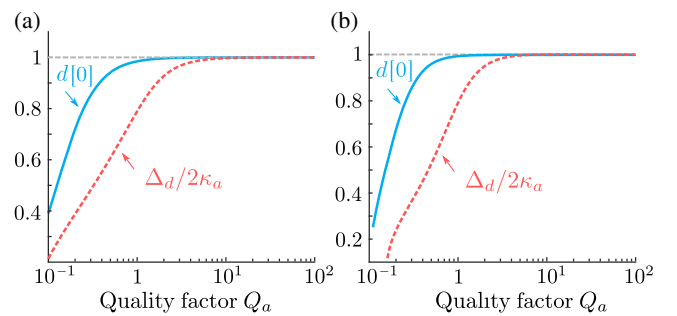 (a)
1
0.8
0.6
0.4
d[0]
Δ_d/2κ_a
10^−1
1
10^1
10^2
Quality factor Q_a
(b)
1
0.8
0.6
0.4
0.2
d[0]
Δ_d/2κ_a
10^−1
1
10^1
10^2
Quality factor Q_a